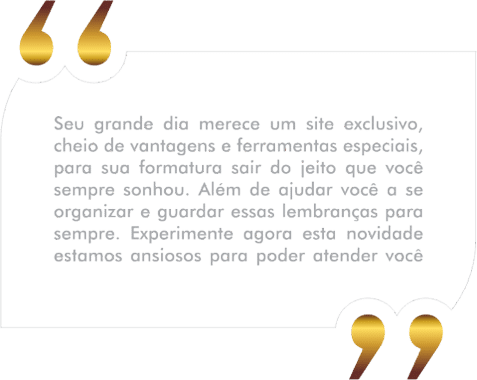 Seu grande dia merece um site exclusivo,
cheio de vantagens e ferramentas especiais,
para sua formatura sair do jeito que você
sempre sonhou. Além de ajudar você a se
organizar e guardar essas lembranças para
sempre. Experimente agora esta novidade
estamos ansiosos para poder atender você